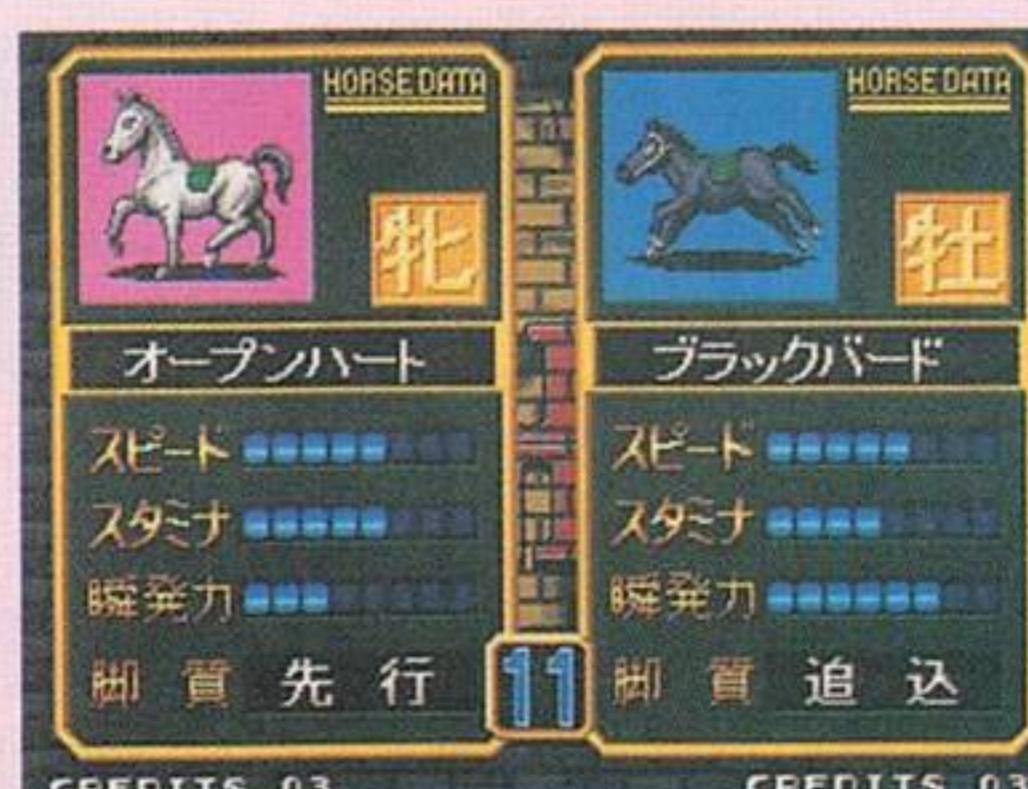 HORSE DATA
牝
オープンハート
スピード
スタミナ
瞬発力
脚質 先行
HORSE DATA
牡
ブラックバード
スピード
スタミナ
瞬発力
脚質 追込
11
CREDITS 03
CREDITS 03